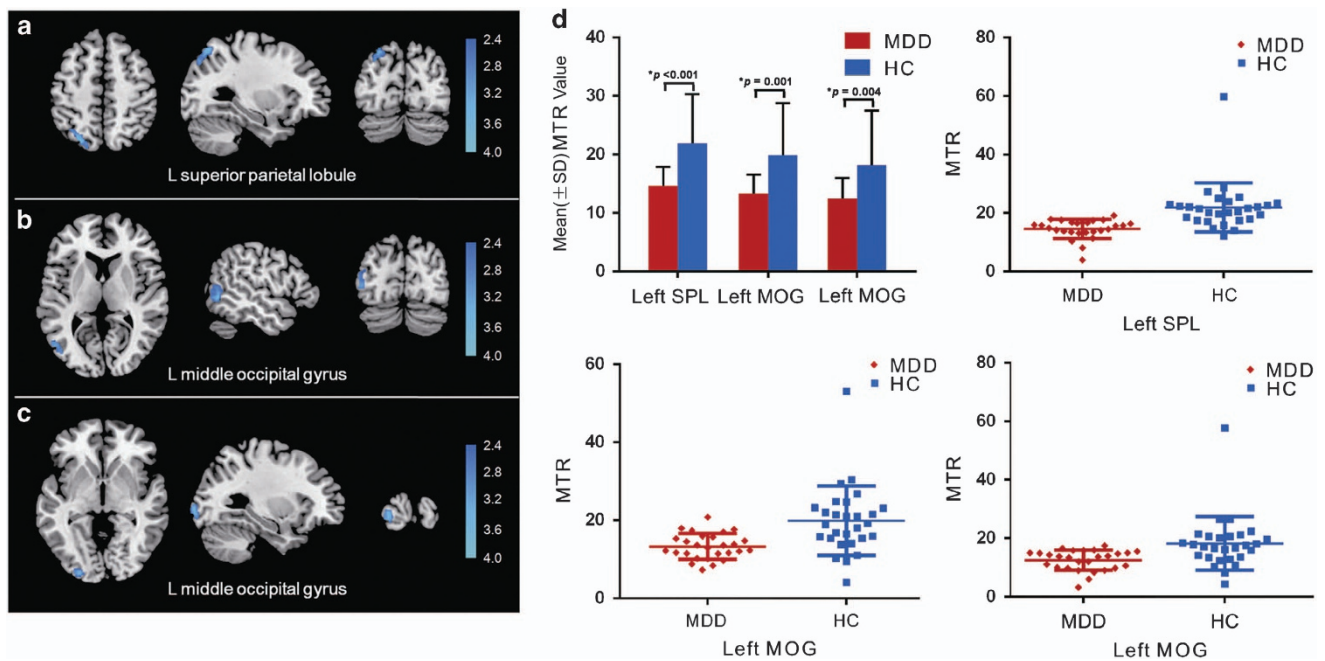 a
2.4
2.8
3.2
3.6
4.0
L superior parietal lobule
b
2.4
2.8
3.2
3.6
4.0
L middle occipital gyrus
c
2.4
2.8
3.2
3.6
4.0
L middle occipital gyrus
d
MDD
HC
Mean(±SD)MTR Value
40
30
20
10
0
*p <0.001
*p = 0.001
*p = 0.004
Left SPL Left MOG Left MOG
MDD
HC
MTR
80
60
40
20
0
MDD HC
Left SPL
MDD
HC
MTR
60
40
20
0
MDD HC
Left MOG
MDD
HC
MTR
80
60
40
20
0
MDD HC
Left MOG